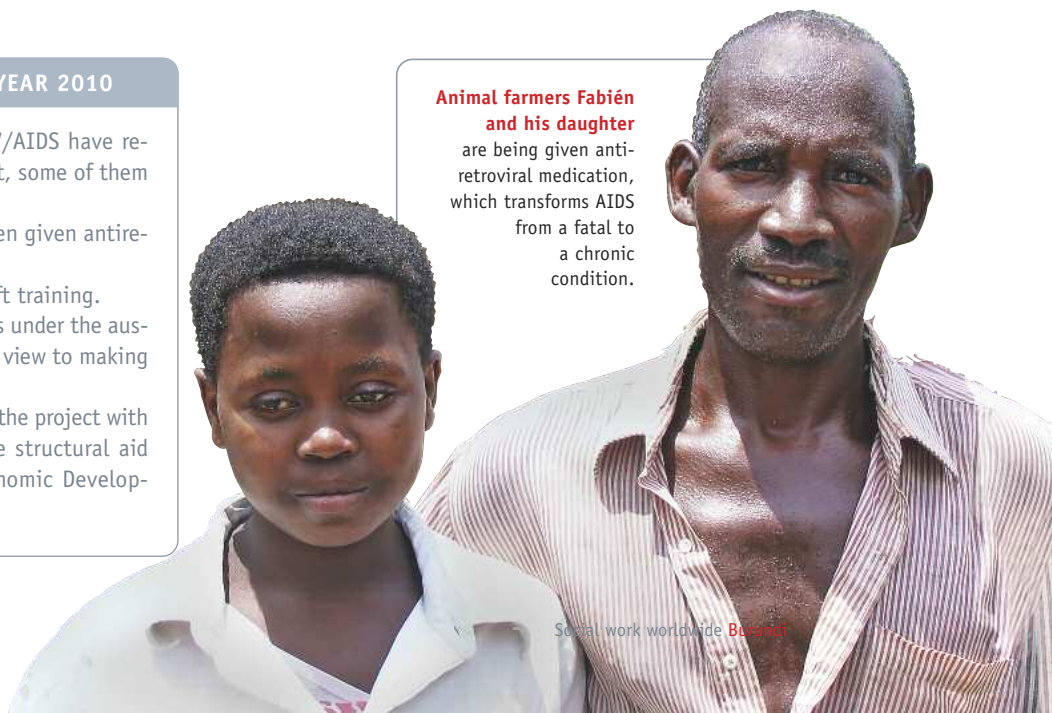 YEAR 2010
/AIDS have re-
t, some of them
en given antire-
ft training.
s under the aus-
view to making
the project with
e structural aid
nomic Develop-
Animal farmers Fabién
and his daughter
are being given anti-
retroviral medication,
which transforms AIDS
from a fatal to
a chronic
condition.
Social work worldwide Burundi